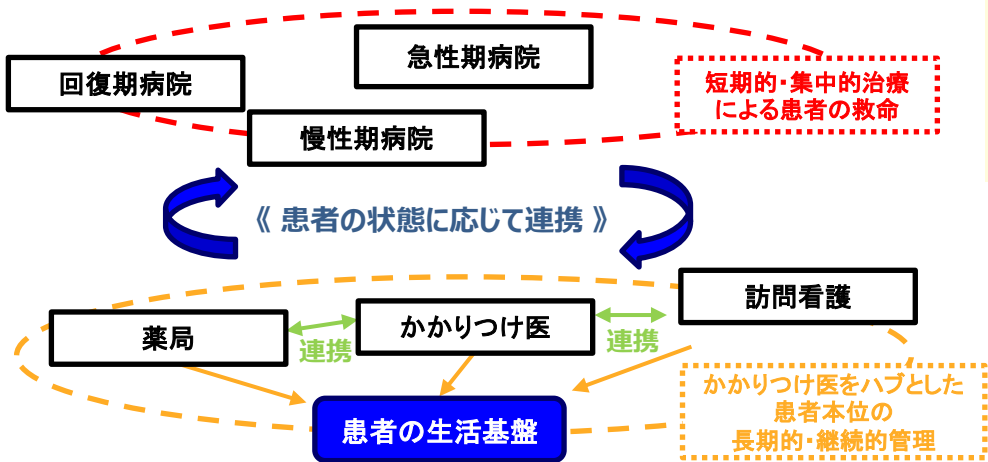 急性期病院
回復期病院
短期的・集中的治療
による患者の救命
慢性期病院
《 患者の状態に応じて連携 》
訪問看護
薬局
かかりつけ医
連携
連携
かかりつけ医をハブとした
患者本位の
長期的・継続的管理
患者の生活基盤